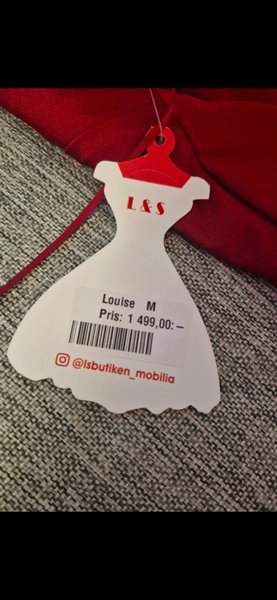 L & S
Louise M
Pris: 1 499,00:-
@lsbutiken_mobilia